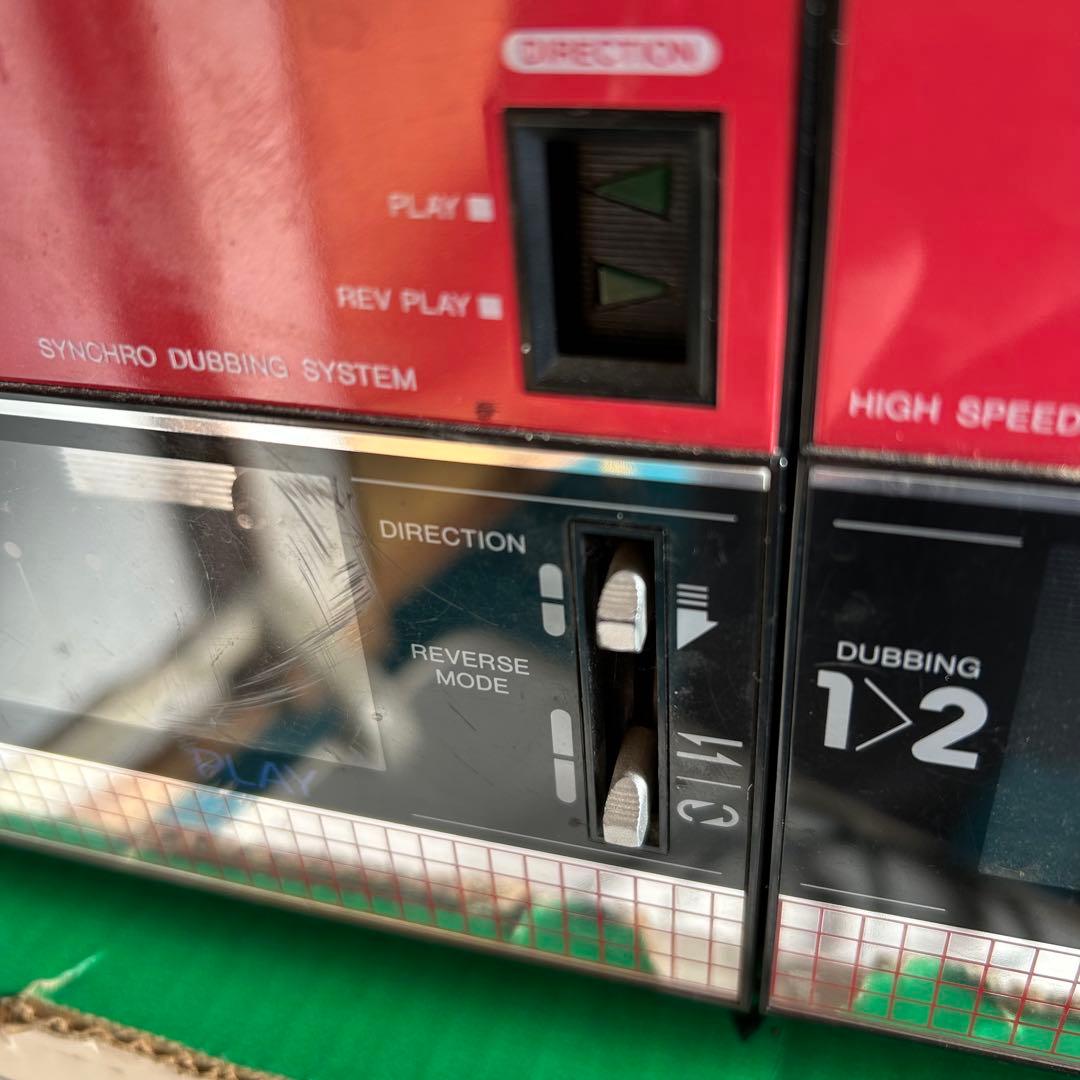 DIRECTION
PLAY
REV PLAY
SYNCHRO DUBBING SYSTEM
HIGH SPEED
DIRECTION
REVERSE
MODE
DUBBING
1>2
PLAY